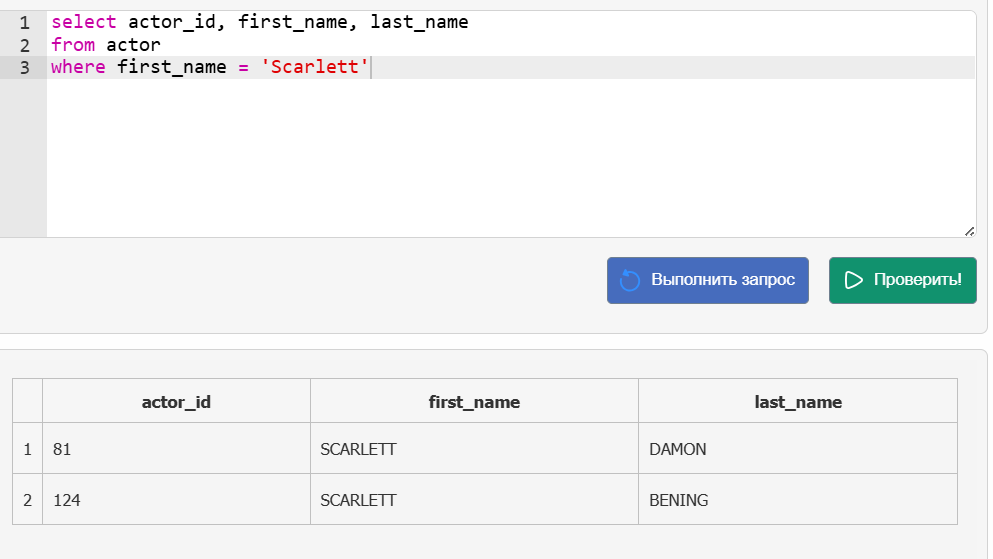 1 select actor_id, first_name, last_name
2 from actor
3 where first_name = 'Scarlett'
Выполнить запрос Проверить!
actor_id first_name last_name
1 81 SCARLETT DAMON
2 124 SCARLETT BENING